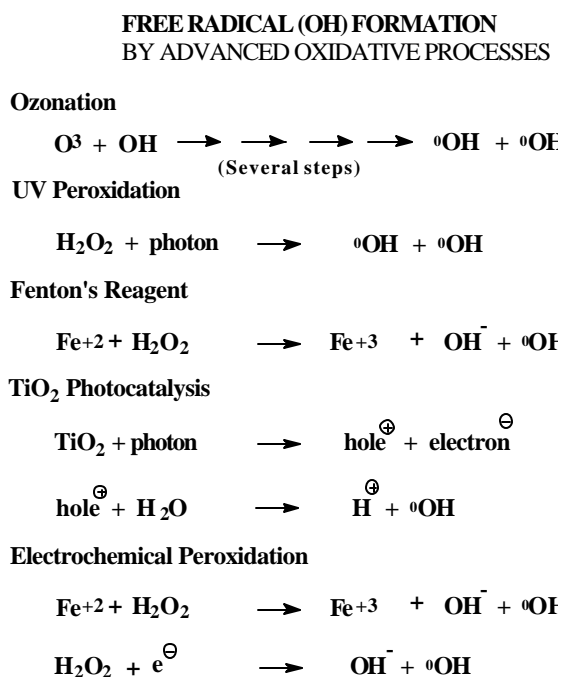 FREE RADICAL (OH) FORMATION
BY ADVANCED OXIDATIVE PROCESSES
Ozonation
O³ + OH → → → → ⁰OH + ⁰OH
(Several steps)
UV Peroxidation
H₂O₂ + photon → ⁰OH + ⁰OH
Fenton's Reagent
Fe+2 + H₂O₂ → Fe+3 + OH⁻ + ⁰OH
TiO₂ Photocatalysis
TiO₂ + photon → hole⊕ + electron⊖
hole⊕ + H₂O → H⊕ + ⁰OH
Electrochemical Peroxidation
Fe+2 + H₂O₂ → Fe+3 + OH⁻ + ⁰OH
H₂O₂ + e⊖ → OH⁻ + ⁰OH